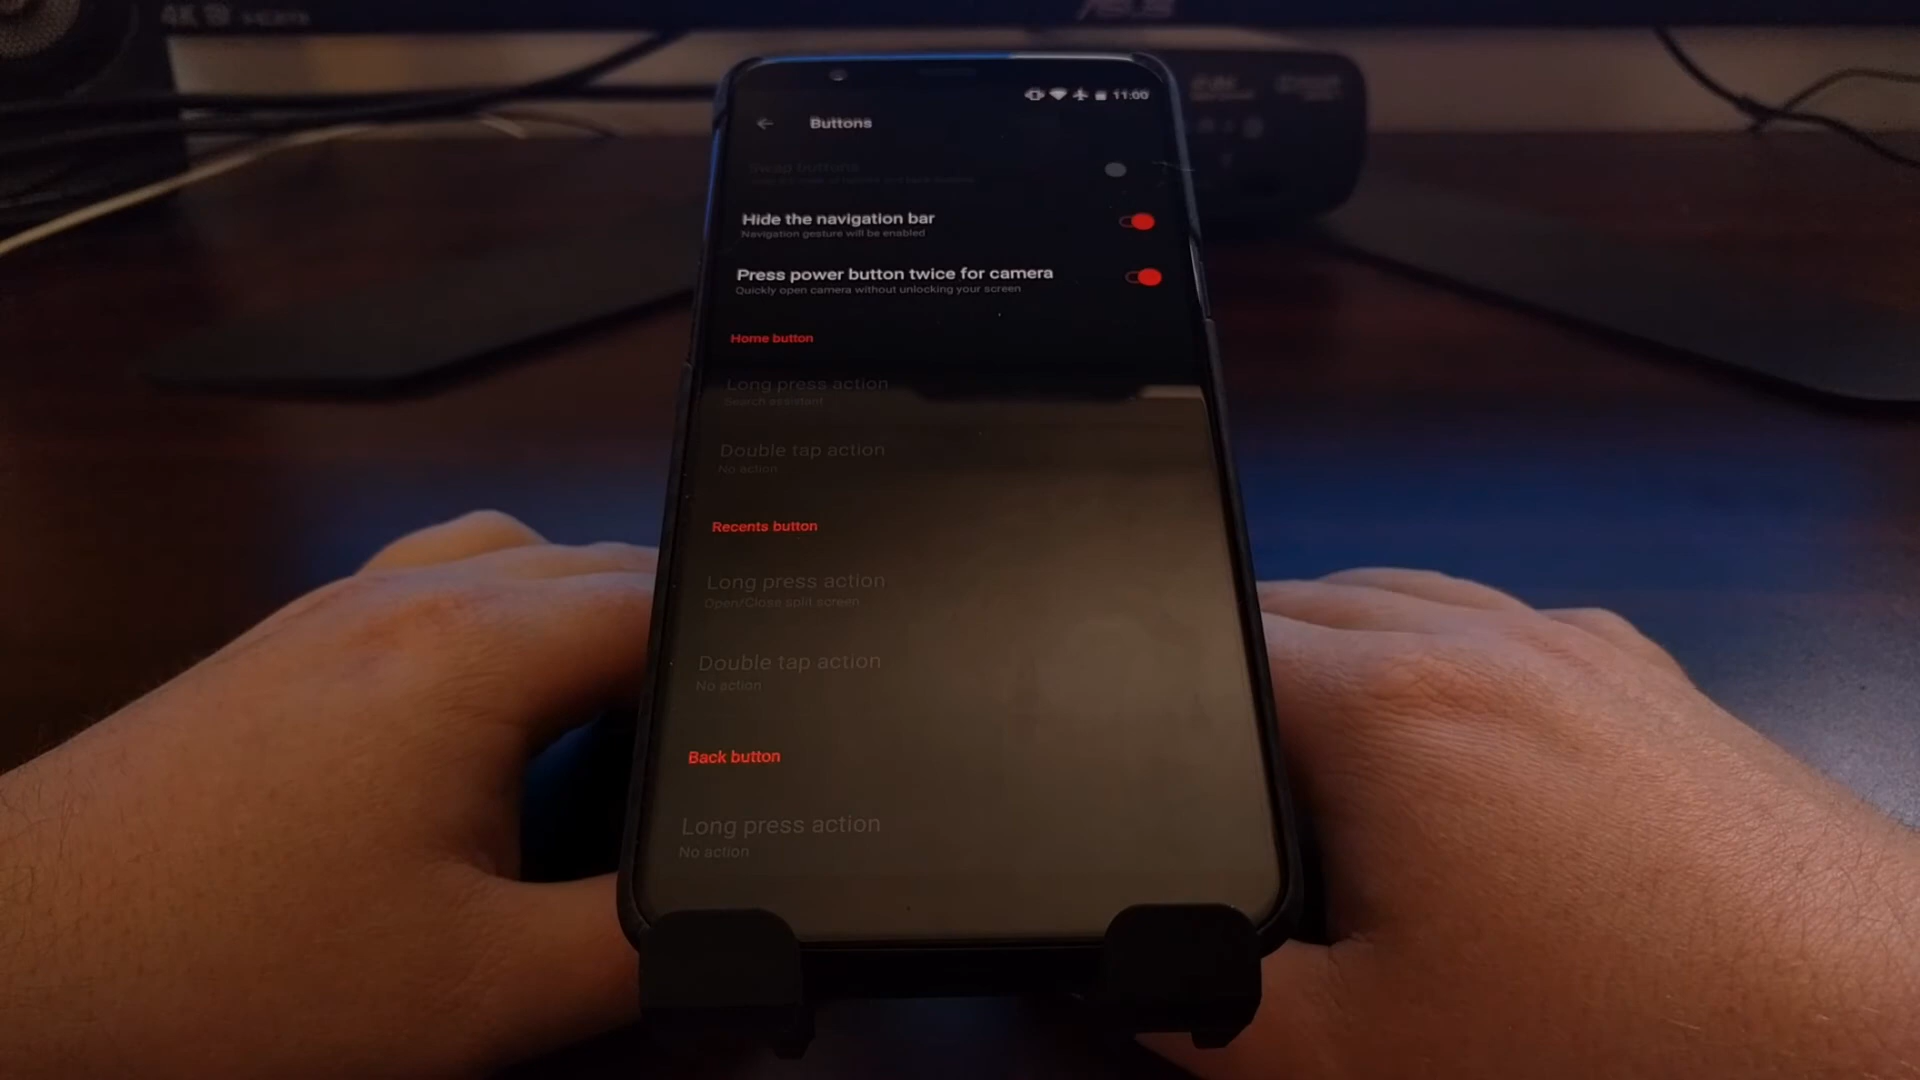 4K
ASUS
11:00
Buttons
Swap buttons
Hide the navigation bar
Navigation gesture will be enabled
Press power button twice for camera
Quickly open camera without unlocking your screen
Home button
Long press action
Search assistant
Double tap action
No action
Recents button
Long press action
Open/Close split screen
Double tap action
No action
Back button
Long press action
No action